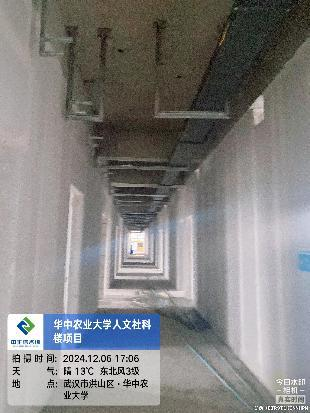 华中农业大学人文社科
楼项目
拍摄时间: 2024.12.06 17:06
天　　气: 晴 13℃ 东北风3级
地　　点: 武汉市洪山区·华中农
业大学
今日水印
相机
真实时间